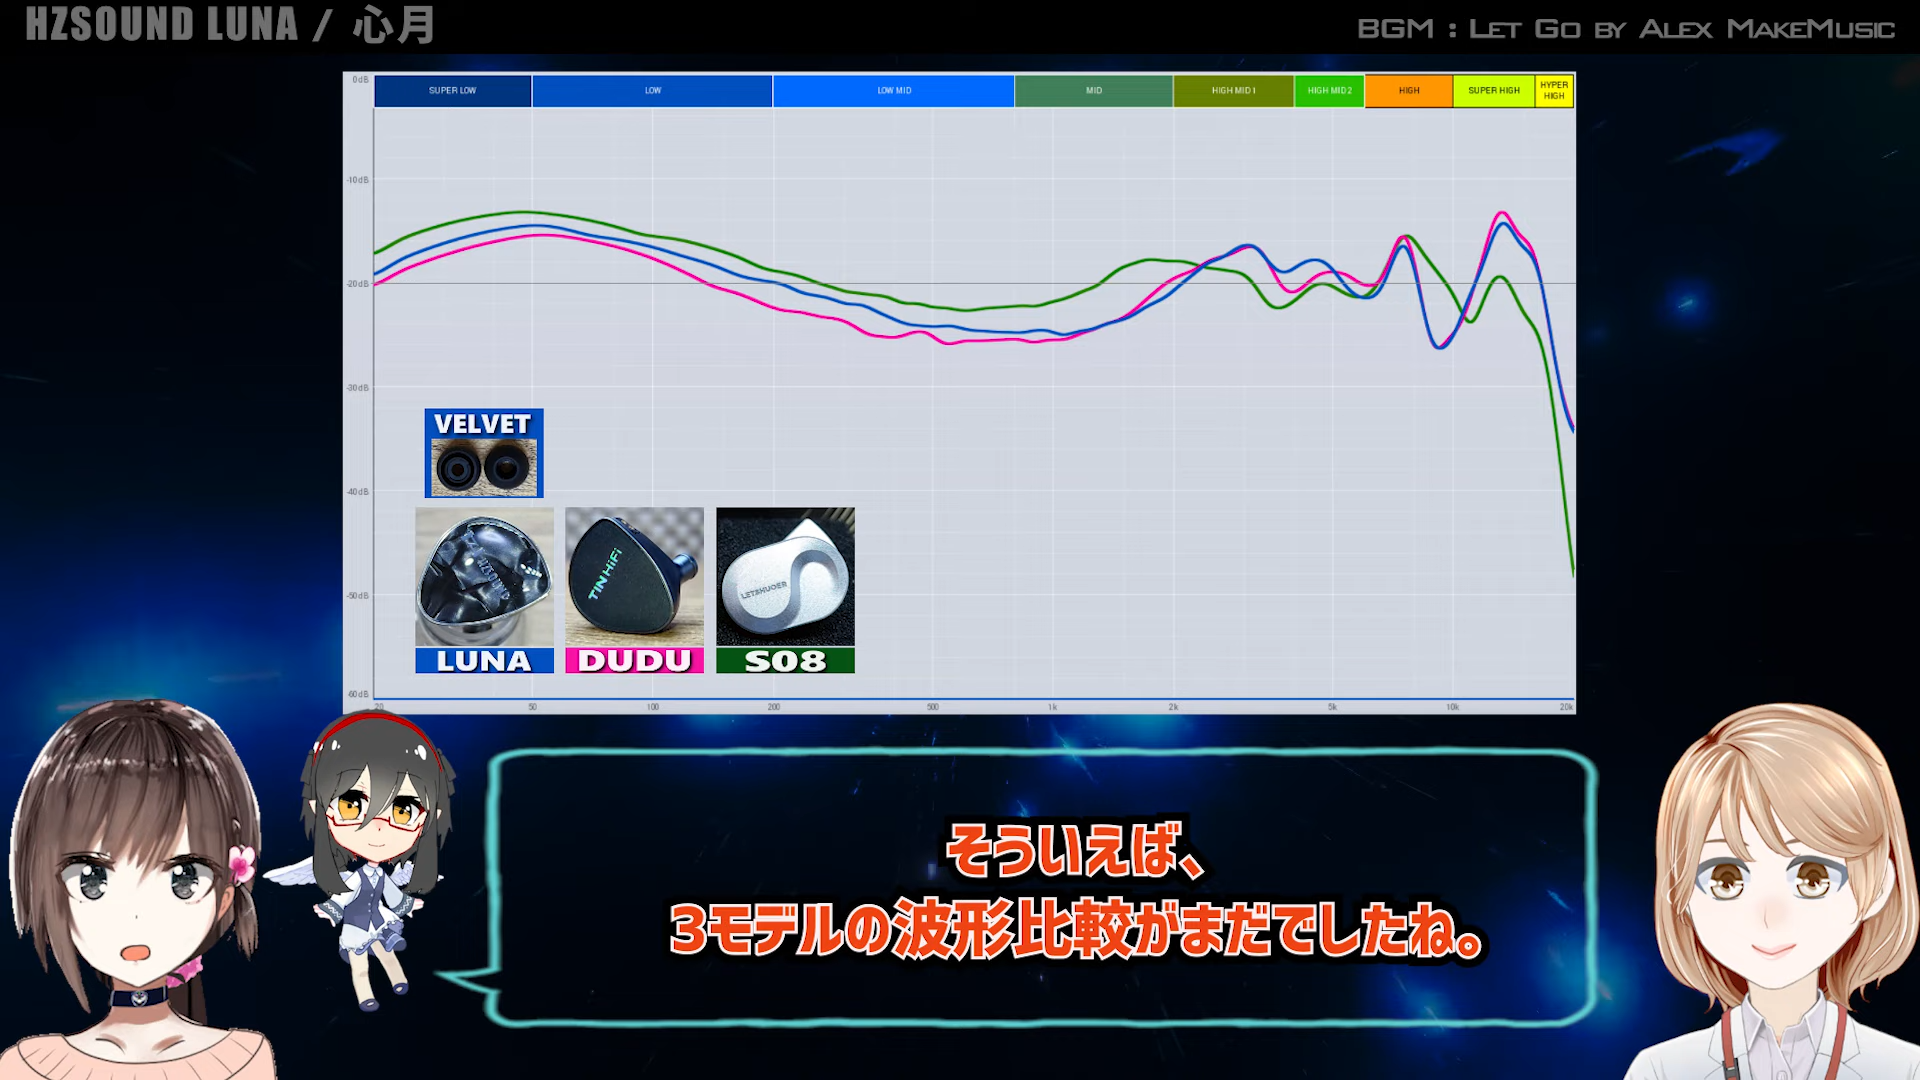 HZSOUND LUNA / 心月
BGM : Let Go by Alex MakeMusic
0dB
SUPER LOW
LOW
LOW MID
MID
HIGH MID 1
HIGH MID 2
HIGH
SUPER HIGH
HYPER
HIGH
-10dB
-20dB
-30dB
-40dB
-50dB
-60dB
VELVET
TINHIFI
LETSHUOER
LUNA
DUDU
S08
20
50
100
200
500
1k
2k
5k
10k
20k
そういえば、
3モデルの波形比較がまだでしたね。